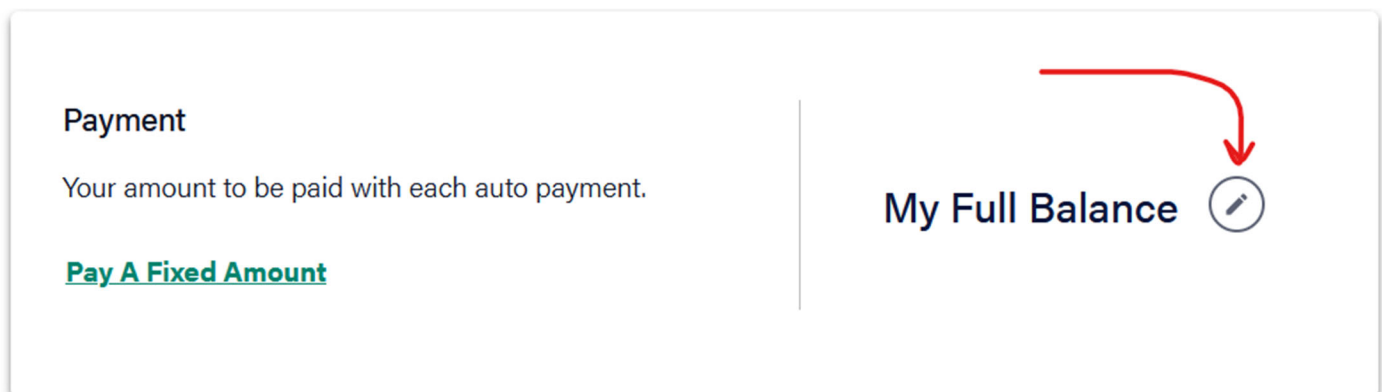 Payment
Your amount to be paid with each auto payment.
Pay A Fixed Amount
My Full Balance